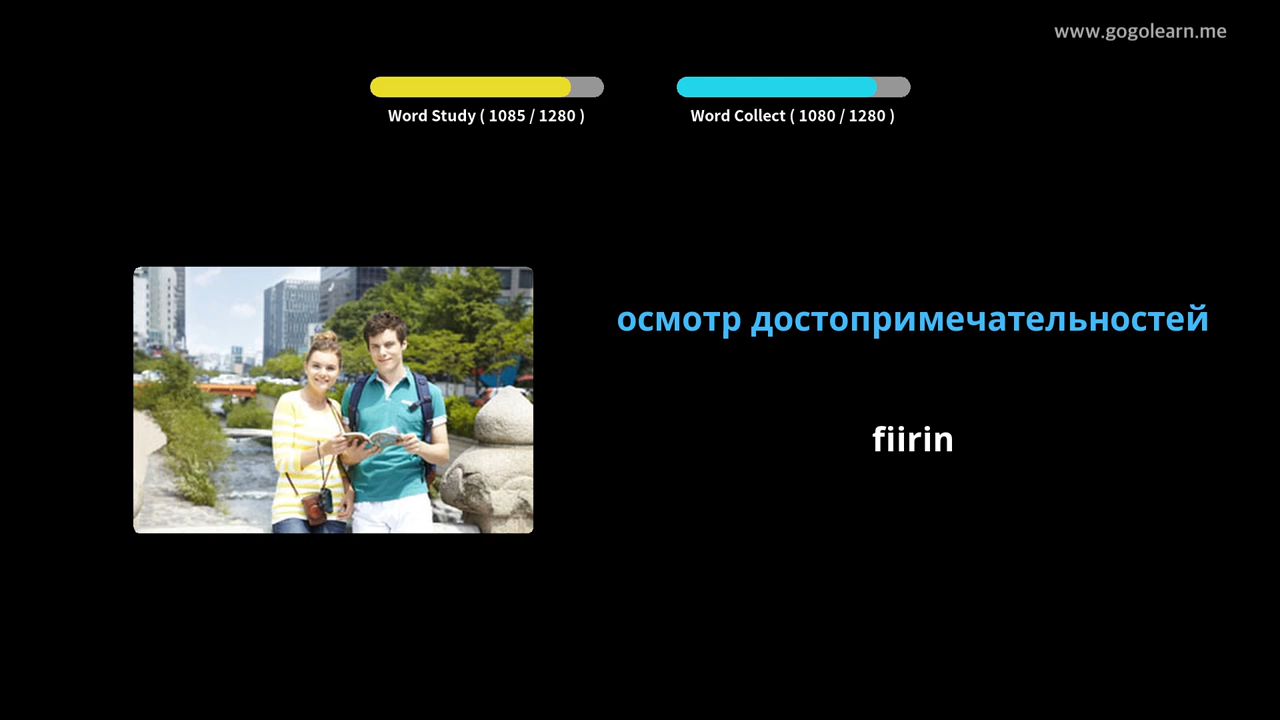 www.gogolearn.me
Word Study ( 1085 / 1280 )
Word Collect ( 1080 / 1280 )
осмотр достопримечательностей
fiirin